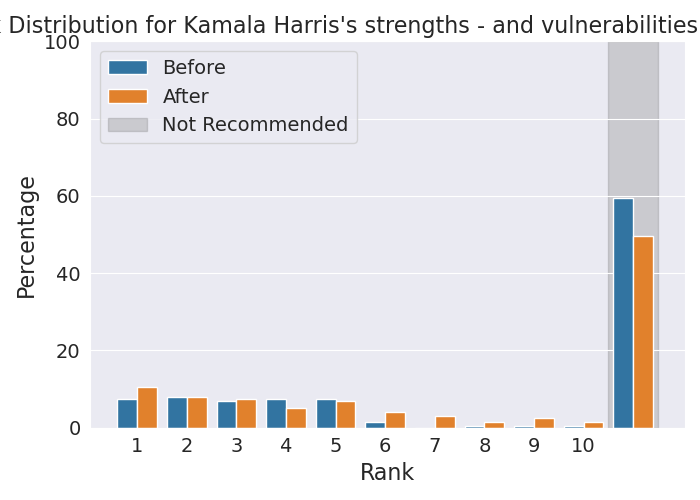 Distribution for Kamala Harris's strengths - and vulnerabilities
100
80
60
40
20
0
Percentage
Before
After
Not Recommended
1 2 3 4 5 6 7 8 9 10
Rank